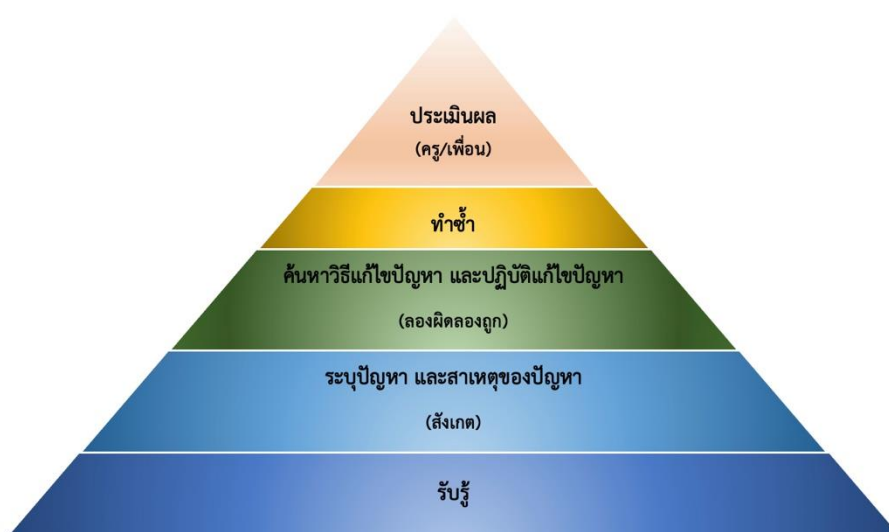 ประเมินผล
(ครู/เพื่อน)
ทำซ้ำ
ค้นหาวิธีแก้ไขปัญหา และปฏิบัติแก้ไขปัญหา
(ลองผิดลองถูก)
ระบุปัญหา และสาเหตุของปัญหา
(สังเกต)
รับรู้